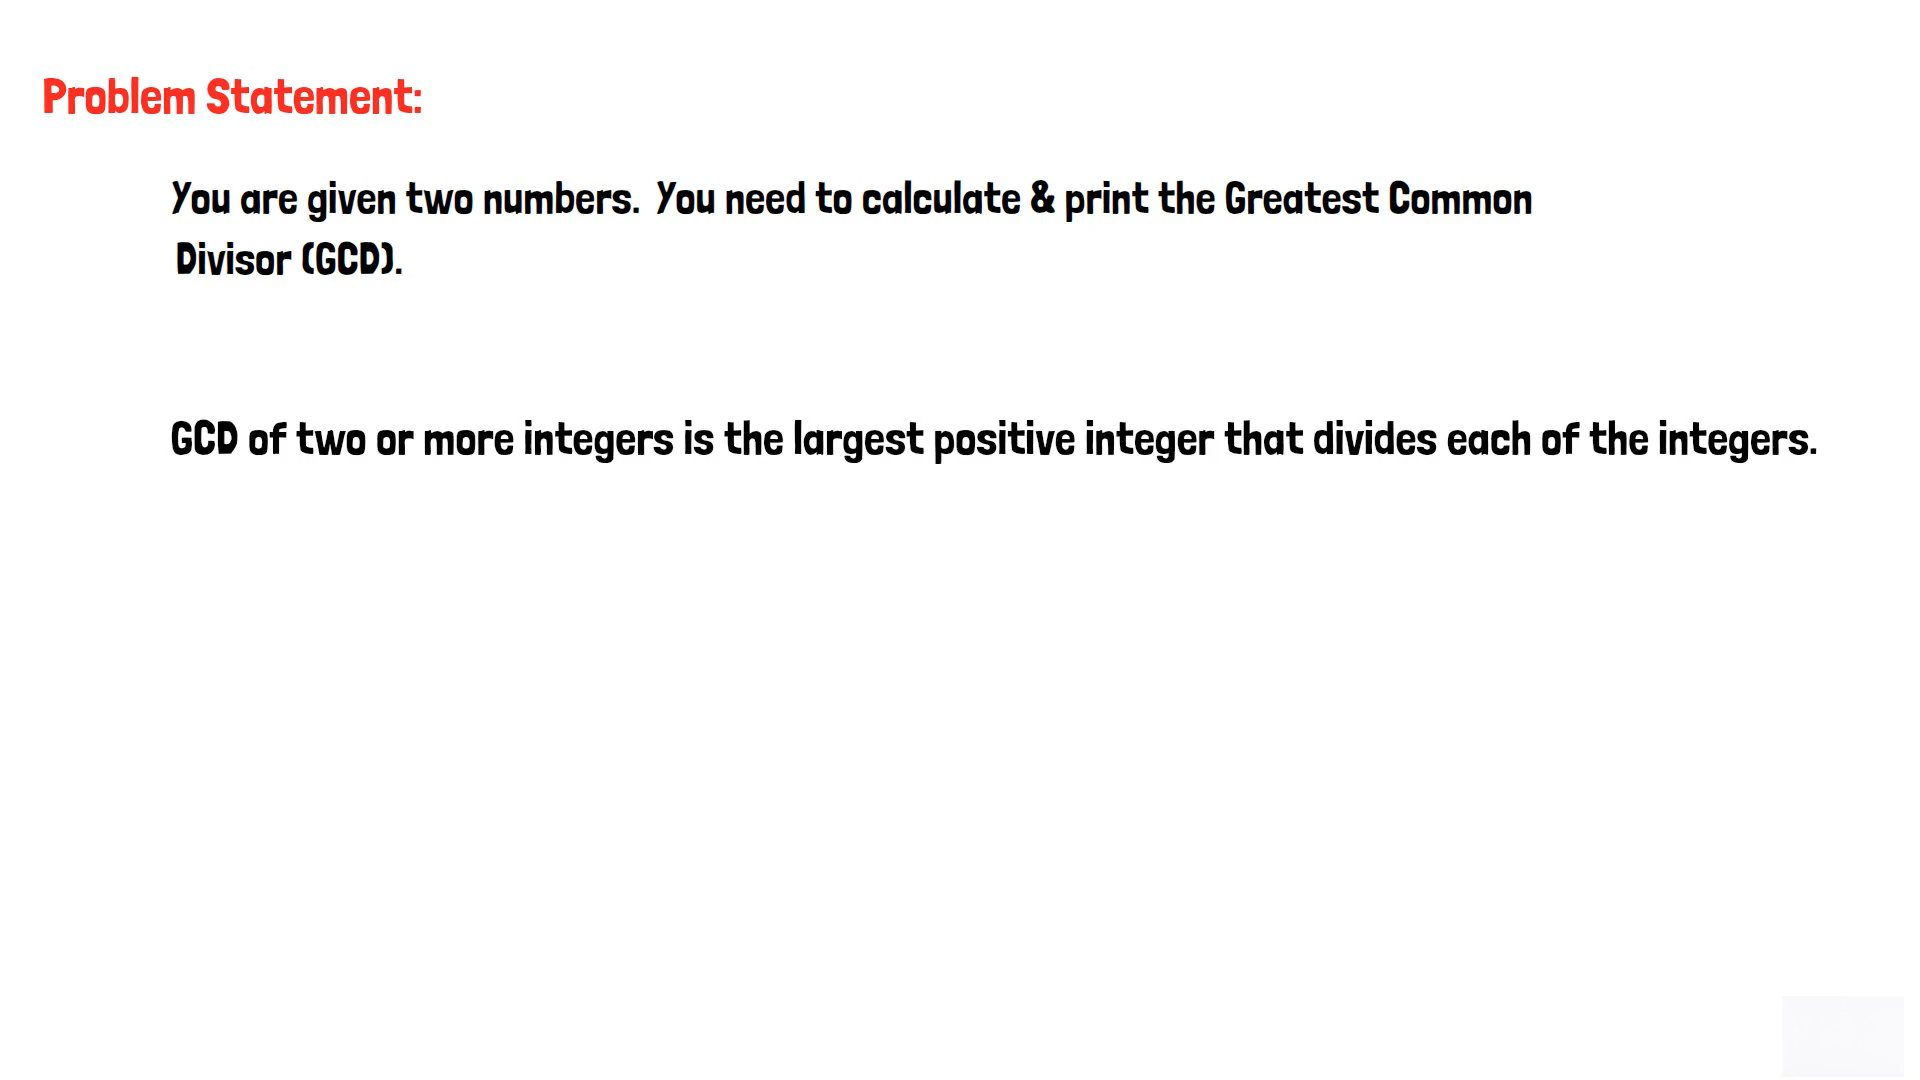 Problem Statement:
You are given two numbers. You need to calculate & print the Greatest Common
Divisor (GCD).
GCD of two or more integers is the largest positive integer that divides each of the integers.